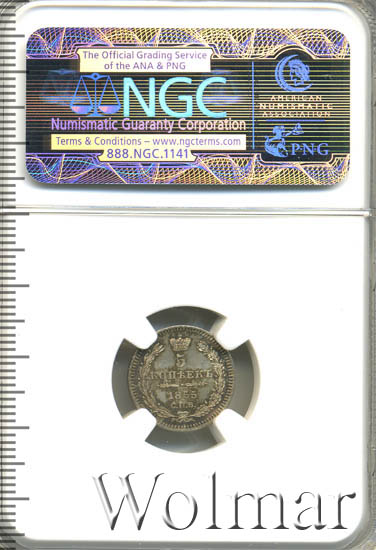 The Official Grading Service
of the ANA & PNG
NGC
Numismatic Guaranty Corporation
Terms & Conditions – www.ngcterms.com
888.NGC.1141
AMERICAN
NUMISMATIC
ASSOCIATION
PNG
5
КОПѢЕКЪ
1855
С.П.Б.
Wolmar